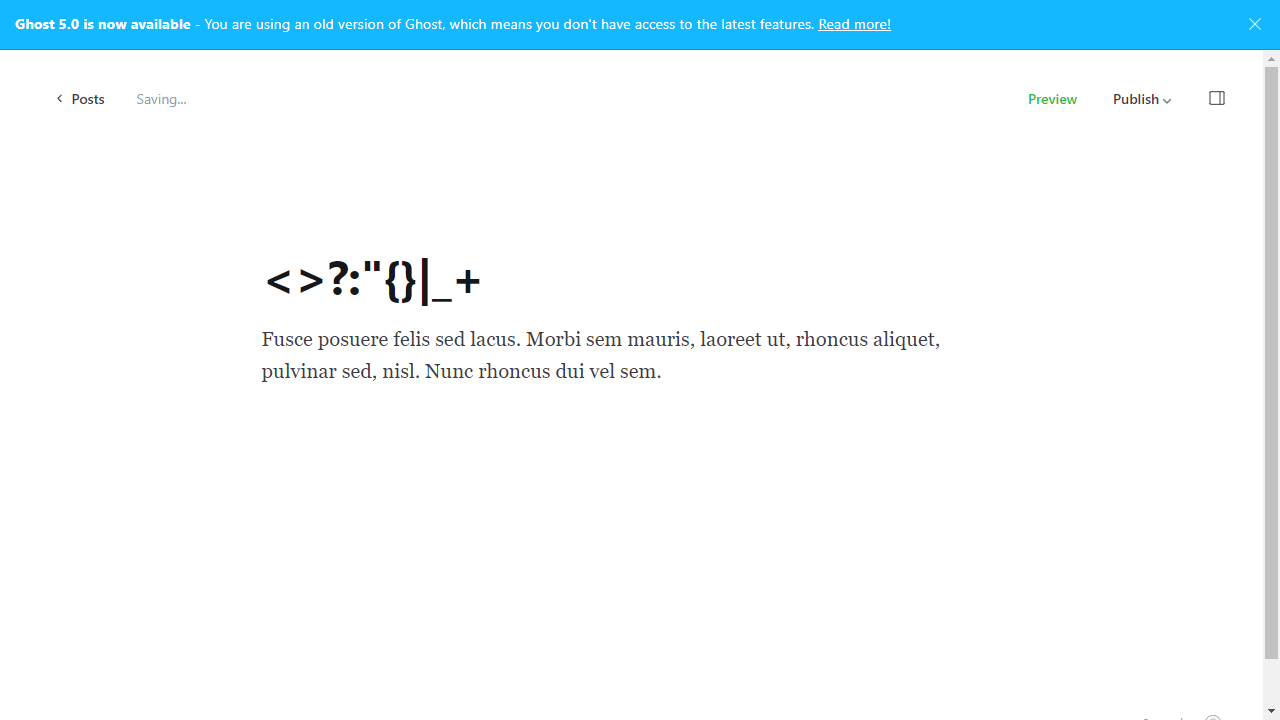 Ghost 5.0 is now available - You are using an old version of Ghost, which means you don't have access to the latest features. Read more!
Posts
Saving...
Preview
Publish
<>?:"{}|_+
Fusce posuere felis sed lacus. Morbi sem mauris, laoreet ut, rhoncus aliquet,
pulvinar sed, nisl. Nunc rhoncus dui vel sem.